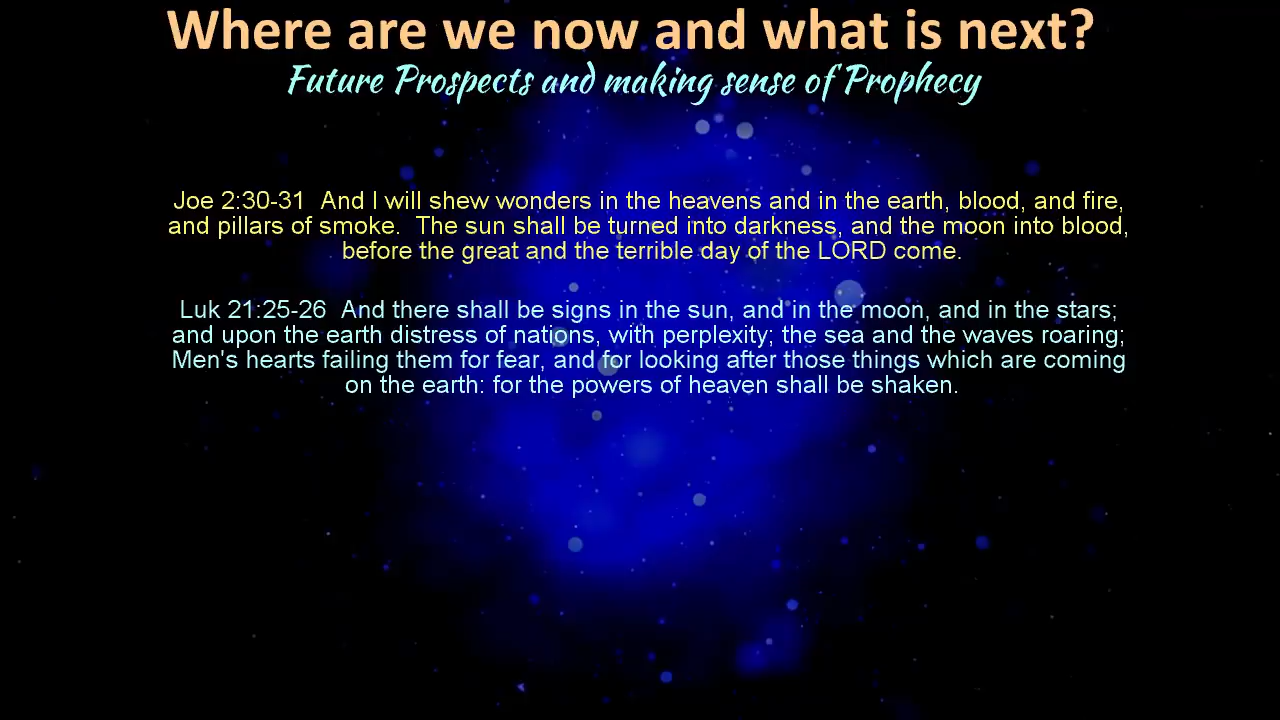 Where are we now and what is next?
Future Prospects and making sense of Prophecy
Joe 2:30-31  And I will shew wonders in the heavens and in the earth, blood, and fire,
and pillars of smoke.  The sun shall be turned into darkness, and the moon into blood,
before the great and the terrible day of the LORD come.
Luk 21:25-26  And there shall be signs in the sun, and in the moon, and in the stars;
and upon the earth distress of nations, with perplexity; the sea and the waves roaring;
Men's hearts failing them for fear, and for looking after those things which are coming
on the earth: for the powers of heaven shall be shaken.